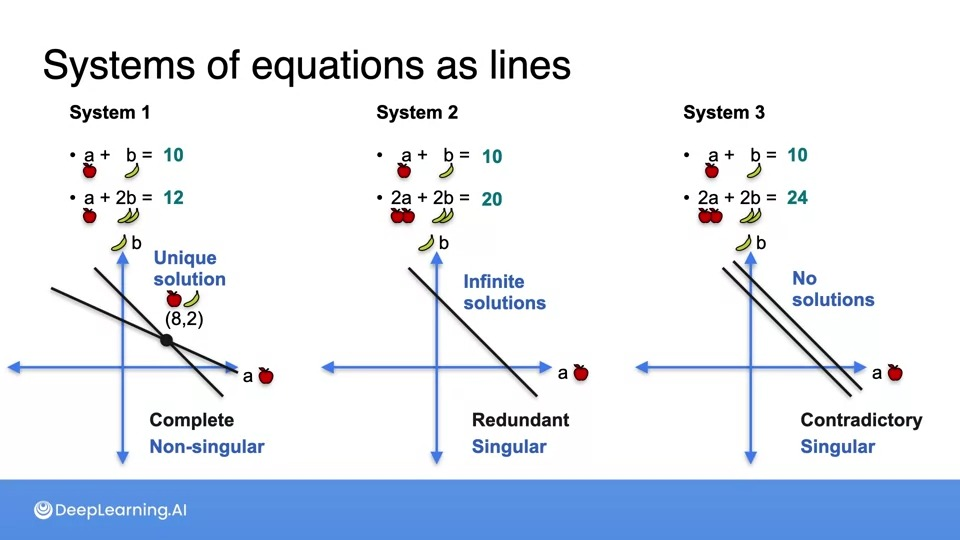 Systems of equations as lines
System 1
• a + b = 10
• a + 2b = 12
b
Unique
solution
(8,2)
a
Complete
Non-singular
System 2
• a + b = 10
• 2a + 2b = 20
b
Infinite
solutions
a
Redundant
Singular
System 3
• a + b = 10
• 2a + 2b = 24
b
No
solutions
a
Contradictory
Singular
DeepLearning.AI